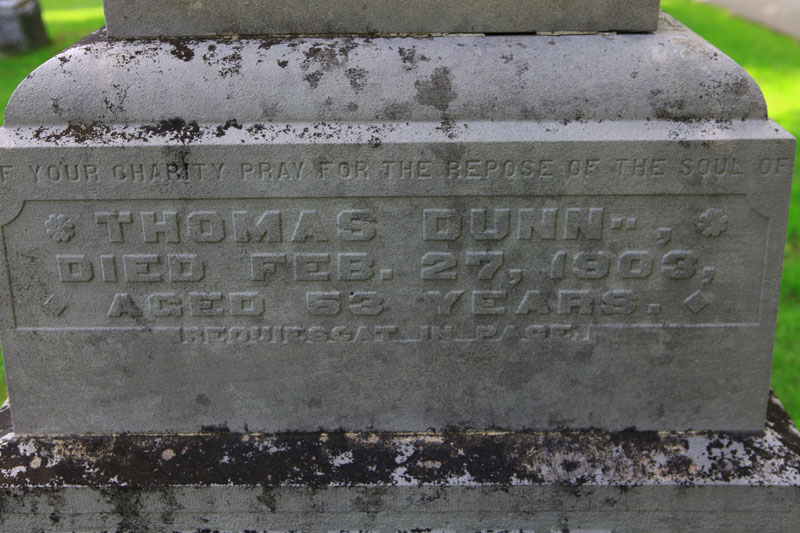 F YOUR CHARITY PRAY FOR THE REPOSE OF THE SOUL OF
THOMAS DUNN",
DIED FEB. 27, 1903,
AGED 53 YEARS.
REQUIESCAT IN PACE.